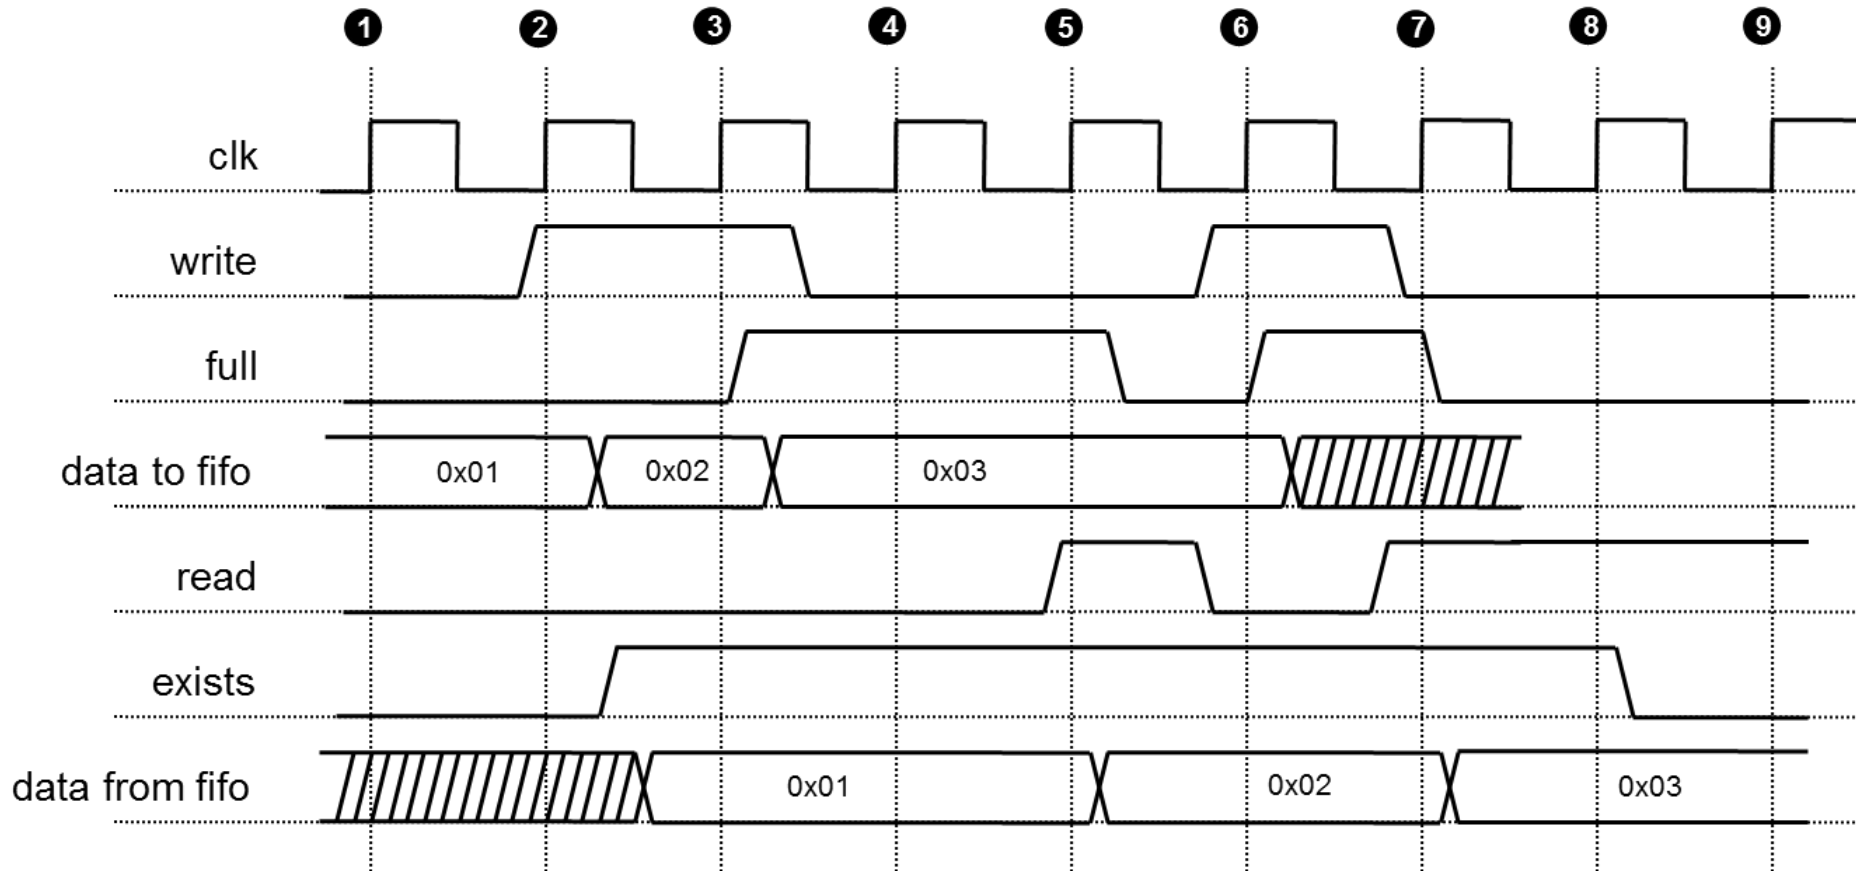 1 2 3 4 5 6 7 8 9
clk
write
full
data to fifo 0x01 0x02 0x03
read
exists
data from fifo 0x01 0x02 0x03